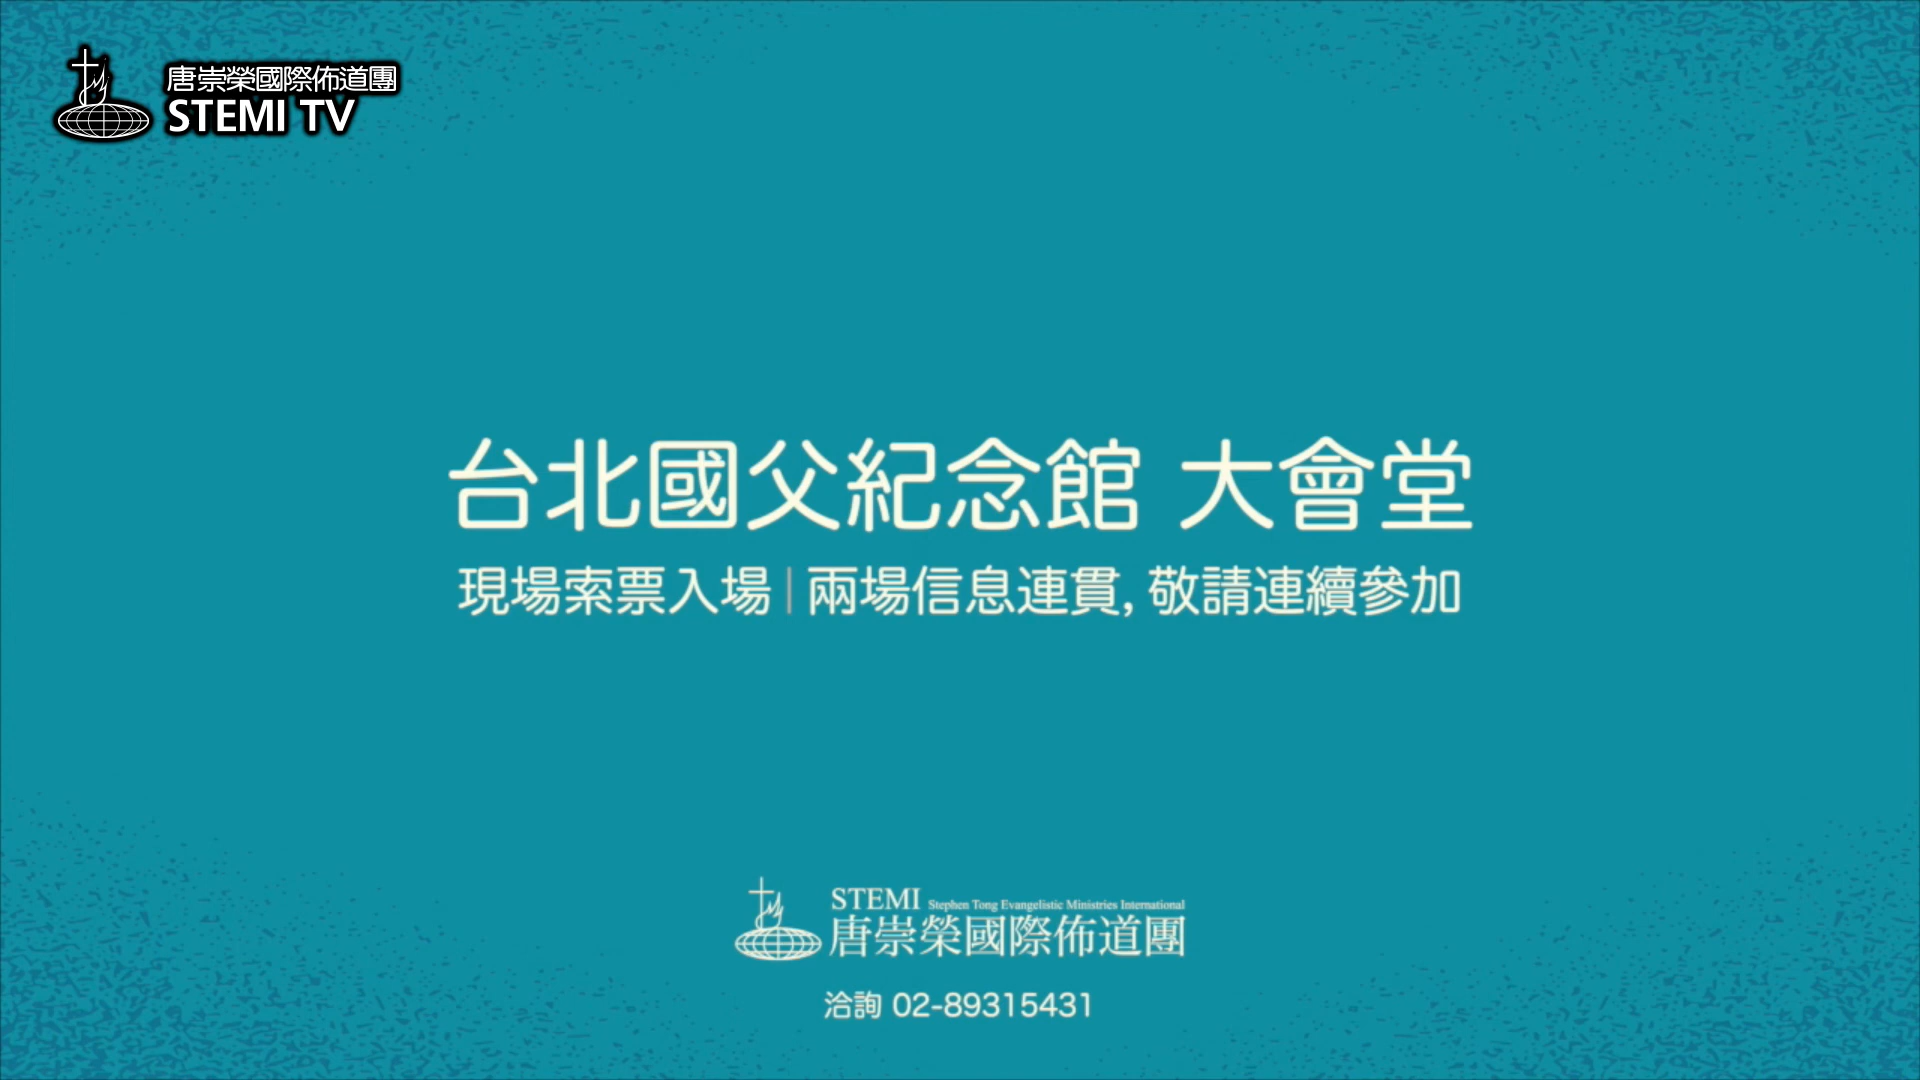 唐崇榮國際佈道團
STEMI TV
台北國父紀念館 大會堂
現場索票入場|兩場信息連貫, 敬請連續參加
STEMI Stephen Tong Evangelistic Ministries International
唐崇榮國際佈道團
洽詢 02-89315431